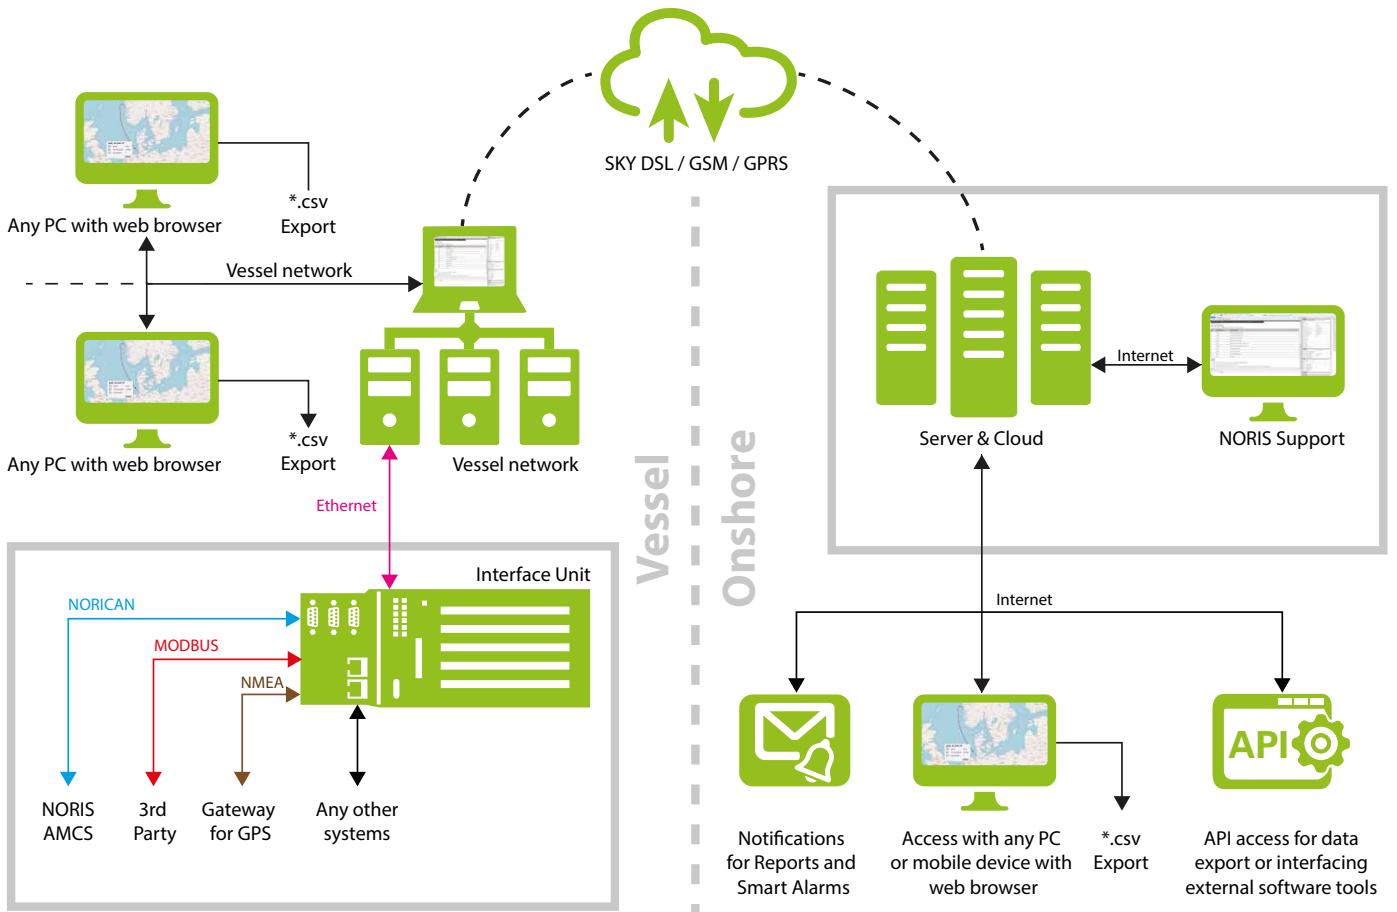 SKY DSL / GSM / GPRS
*.csv
Export
Any PC with web browser
Vessel network
*.csv
Export
Any PC with web browser
Vessel network
Ethernet
Interface Unit
NORICAN
MODBUS
NMEA
NORIS
AMCS
3rd
Party
Gateway
for GPS
Any other
systems
Vessel
Onshore
Server & Cloud
Internet
NORIS Support
Internet
API
Notifications
for Reports and
Smart Alarms
Access with any PC
or mobile device with
web browser
*.csv
Export
API access for data
export or interfacing
external software tools